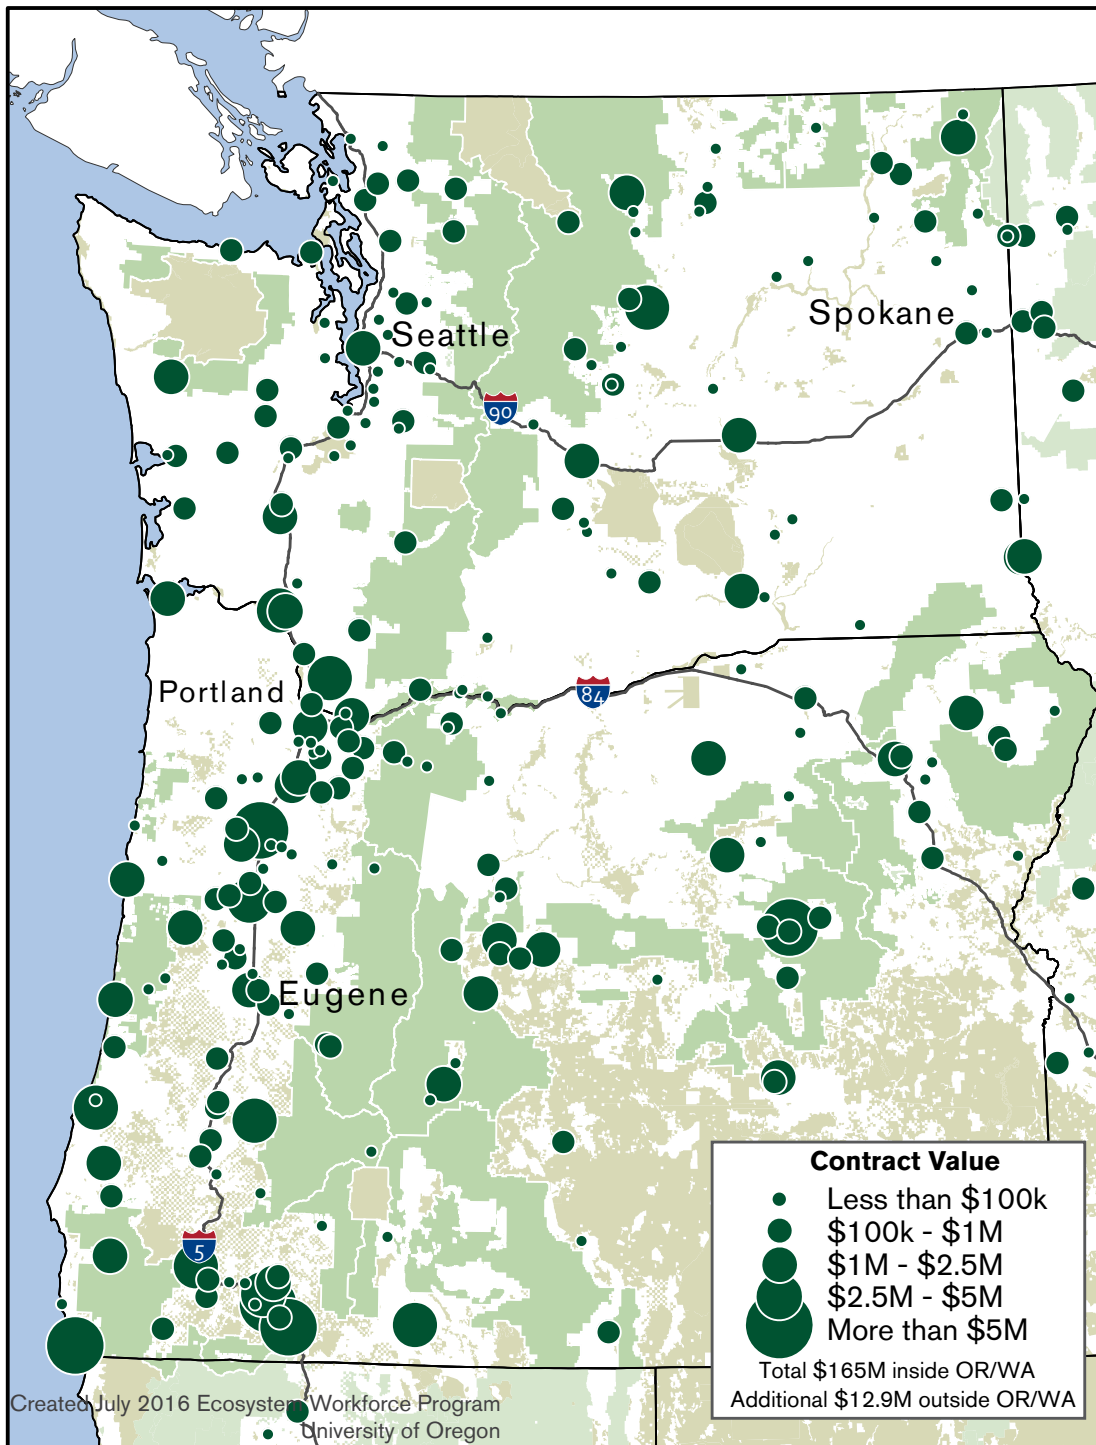 Seattle
Spokane
90
Portland
84
Eugene
5
Contract Value
Less than $100k
$100k - $1M
$1M - $2.5M
$2.5M - $5M
More than $5M
Total $165M inside OR/WA
Additional $12.9M outside OR/WA
Created July 2016 Ecosystem Workforce Program
University of Oregon